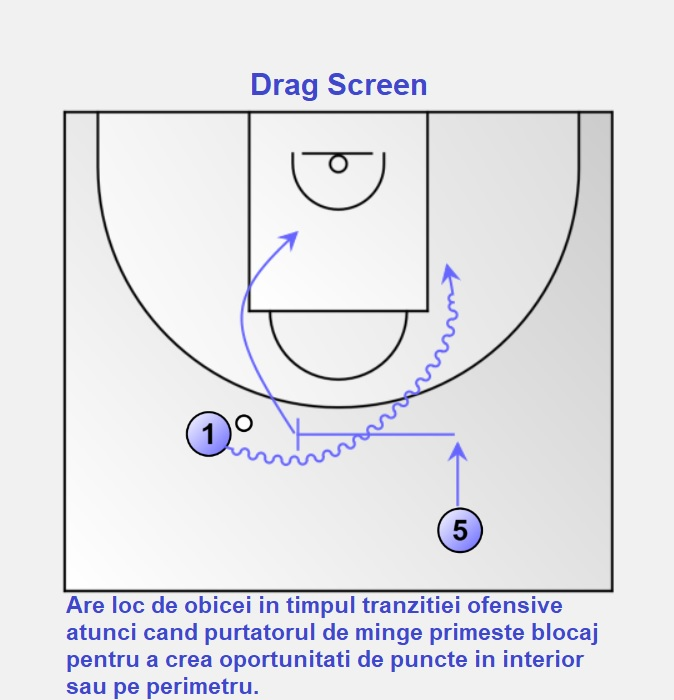 Drag Screen
1
5
Are loc de obicei in timpul tranzitiei ofensive
atunci cand purtatorul de minge primeste blocaj
pentru a crea oportunitati de puncte in interior
sau pe perimetru.